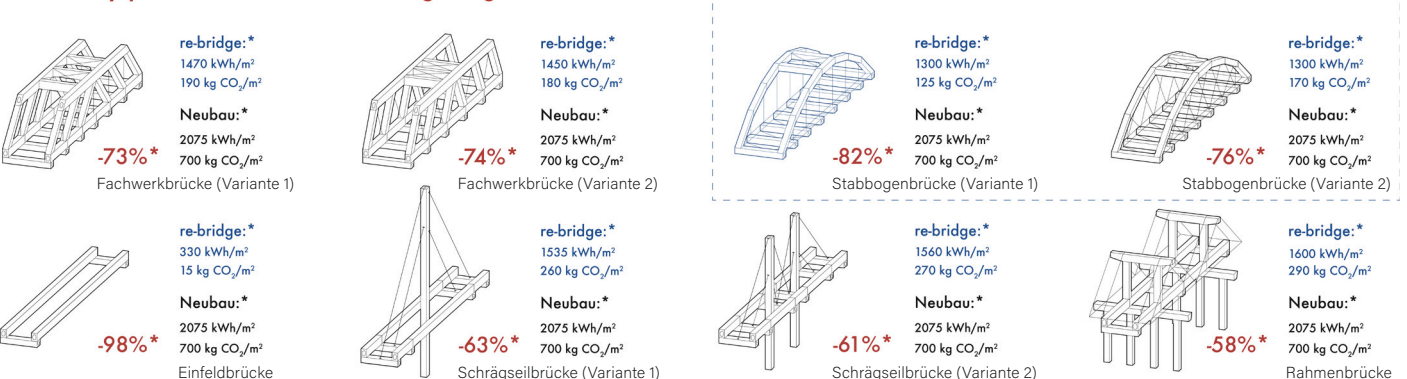 re-bridge:*
1470 kWh/m²
190 kg CO₂/m²
Neubau:*
2075 kWh/m²
700 kg CO₂/m²
-73%*
Fachwerkbrücke (Variante 1)
re-bridge:*
1450 kWh/m²
180 kg CO₂/m²
Neubau:*
2075 kWh/m²
700 kg CO₂/m²
-74%*
Fachwerkbrücke (Variante 2)
re-bridge:*
1300 kWh/m²
125 kg CO₂/m²
Neubau:*
2075 kWh/m²
700 kg CO₂/m²
-82%*
Stabbogenbrücke (Variante 1)
re-bridge:*
1300 kWh/m²
170 kg CO₂/m²
Neubau:*
2075 kWh/m²
700 kg CO₂/m²
-76%*
Stabbogenbrücke (Variante 2)
re-bridge:*
330 kWh/m²
15 kg CO₂/m²
Neubau:*
2075 kWh/m²
700 kg CO₂/m²
-98%*
Einfeldbrücke
re-bridge:*
1535 kWh/m²
260 kg CO₂/m²
Neubau:*
2075 kWh/m²
700 kg CO₂/m²
-63%*
Schrägseilbrücke (Variante 1)
re-bridge:*
1560 kWh/m²
270 kg CO₂/m²
Neubau:*
2075 kWh/m²
700 kg CO₂/m²
-61%*
Schrägseilbrücke (Variante 2)
re-bridge:*
1600 kWh/m²
290 kg CO₂/m²
Neubau:*
2075 kWh/m²
700 kg CO₂/m²
-58%*
Rahmenbrücke